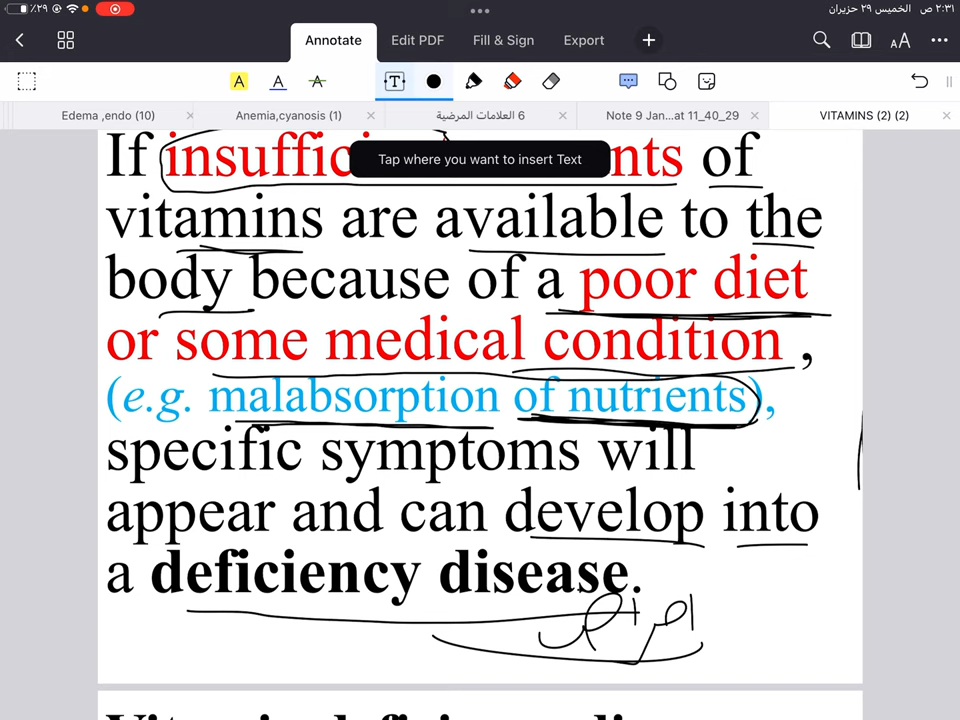 ٪٢٩ ٢:٣١ ص الخميس ٢٩ حزيران
Annotate Edit PDF Fill & Sign Export
A A A T
Edema ,endo (10) Anemia,cyanosis (1) 6 العلامات المرضية Note 9 Jan...at 11_40_29 VITAMINS (2) (2)
Tap where you want to insert Text
If insuffic nts of
vitamins are available to the
body because of a poor diet
or some medical condition ,
(e.g. malabsorption of nutrients),
specific symptoms will
appear and can develop into
a deficiency disease.
امراض